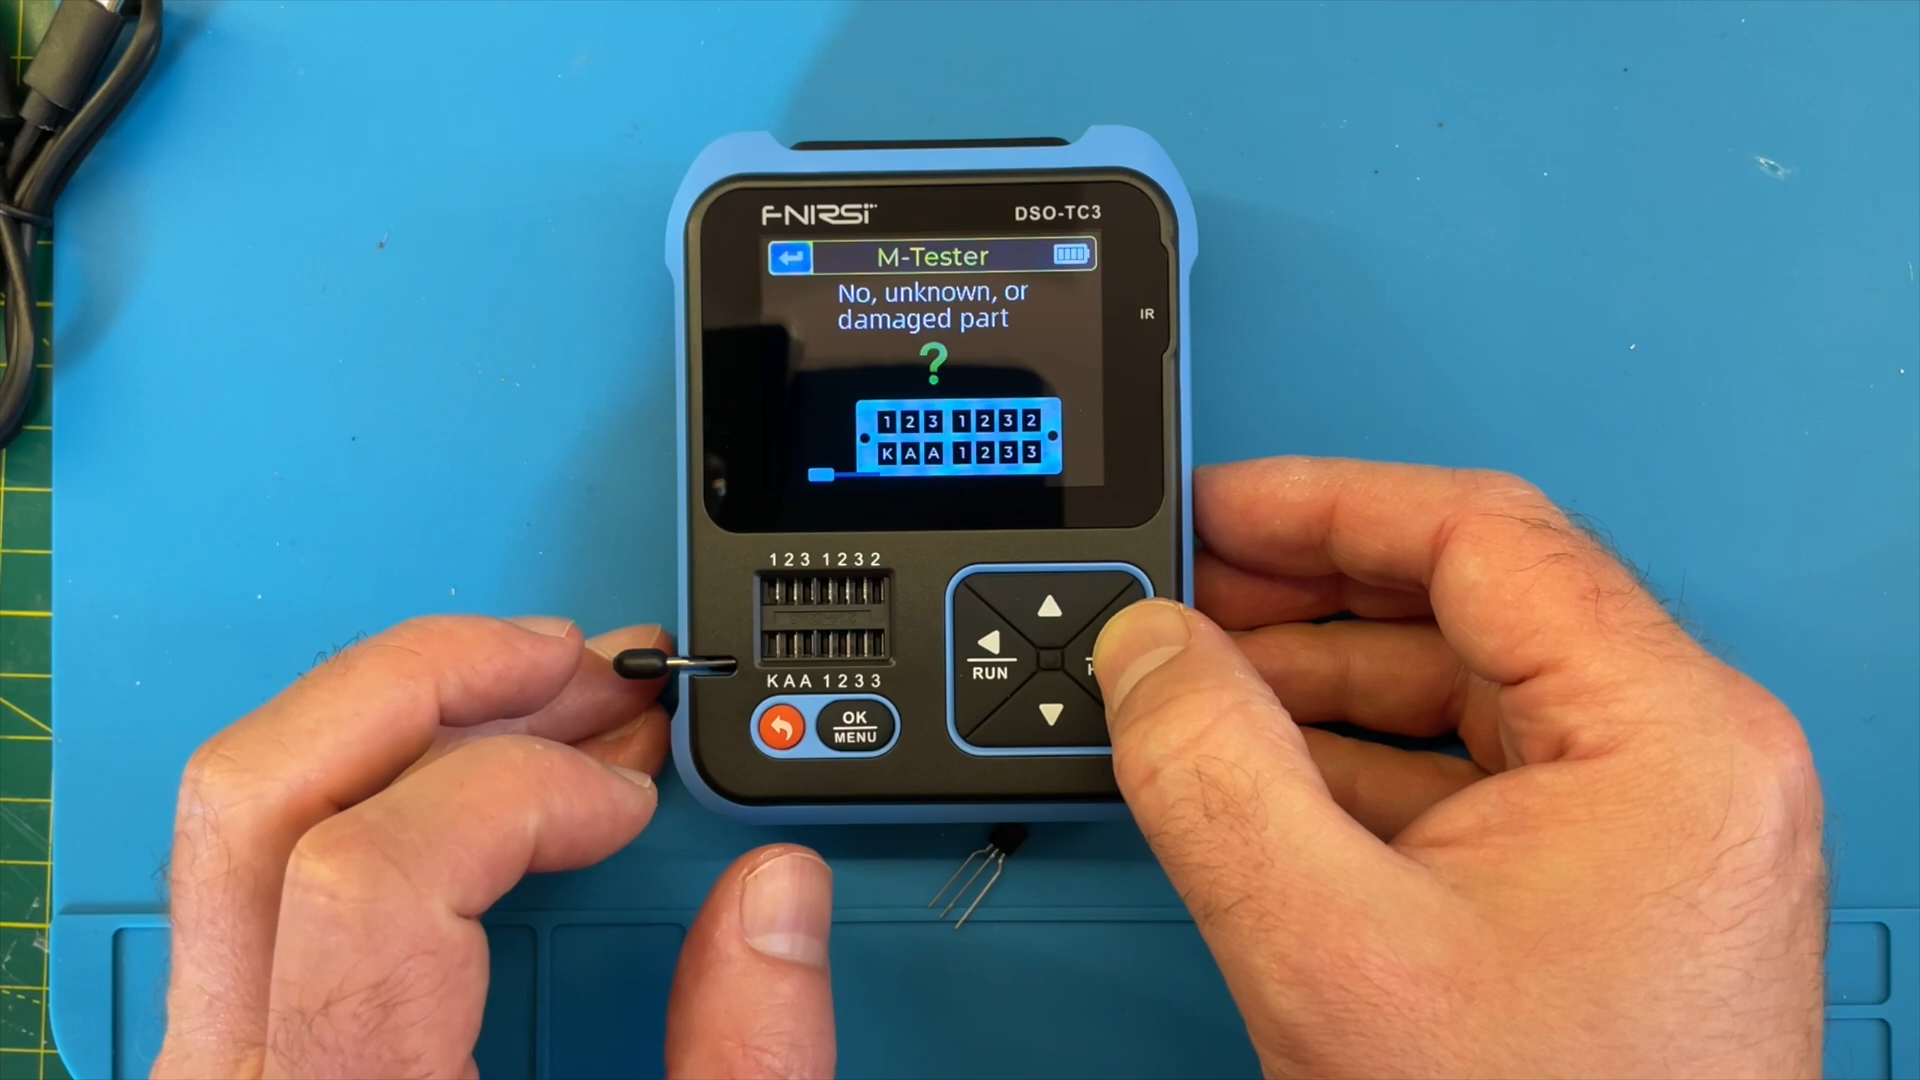 FNIRSI
DSO-TC3
M-Tester
No, unknown, or
damaged part
?
1 2 3 1 2 3 2
K A A 1 2 3 3
IR
1 2 3 1 2 3 2
K A A 1 2 3 3
OK
MENU
RUN